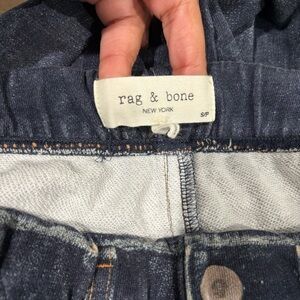 rag & bone
NEW YORK
S/P